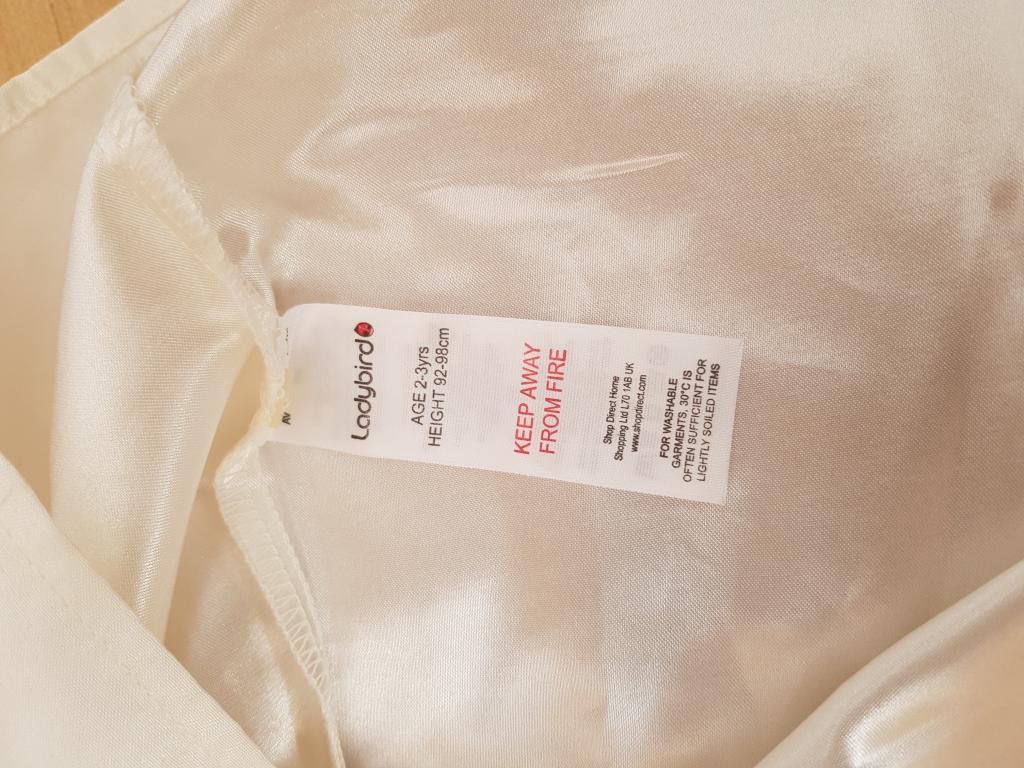 Ladybird
AGE 2-3yrs
HEIGHT 92-98cm
KEEP AWAY
FROM FIRE
Shop Direct Home
Shopping Ltd L70 1AB UK
www.shopdirect.com
FOR WASHABLE
GARMENTS, 30°C IS
OFTEN SUFFICIENT FOR
LIGHTLY SOILED ITEMS